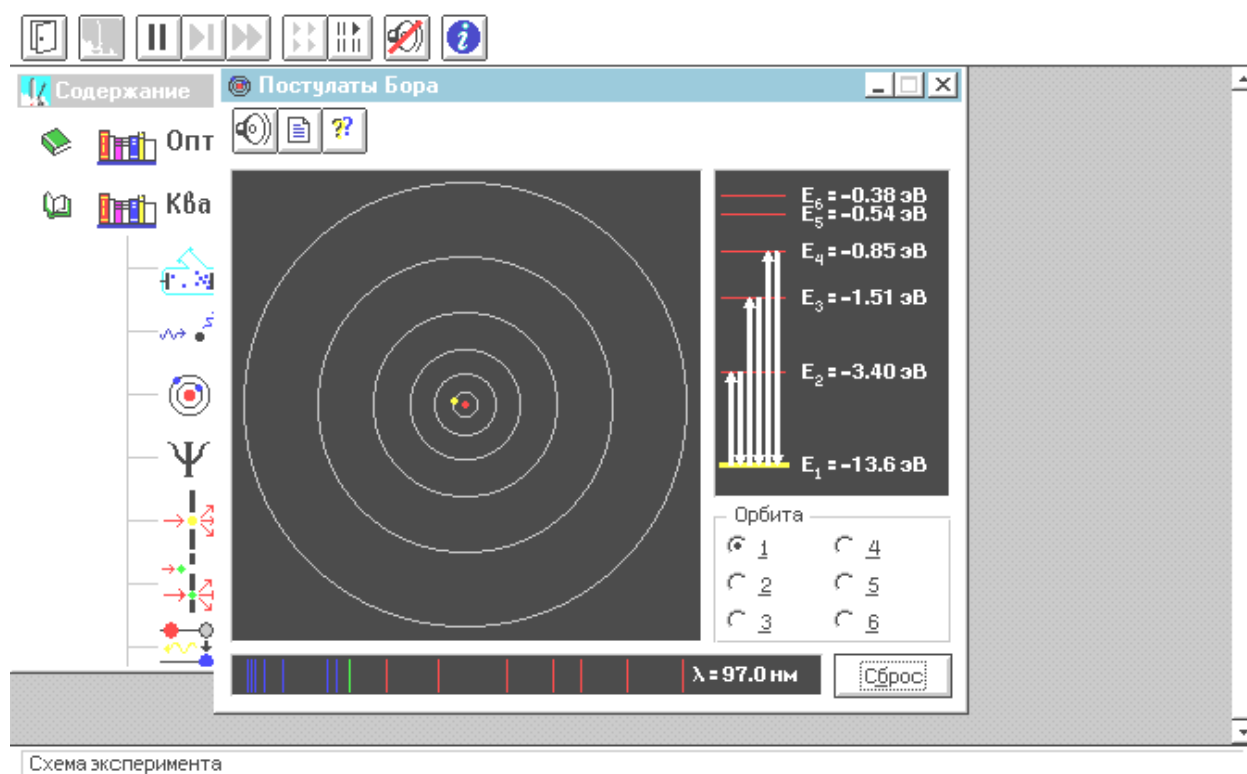 Содержание
Постулаты Бора
Опт
Ква
E6 = -0.38 эВ
E5 = -0.54 эВ
E4 = -0.85 эВ
E3 = -1.51 эВ
E2 = -3.40 эВ
E1 = -13.6 эВ
Орбита
1 4
2 5
3 6
λ = 97.0 нм
Сброс
Схема эксперимента